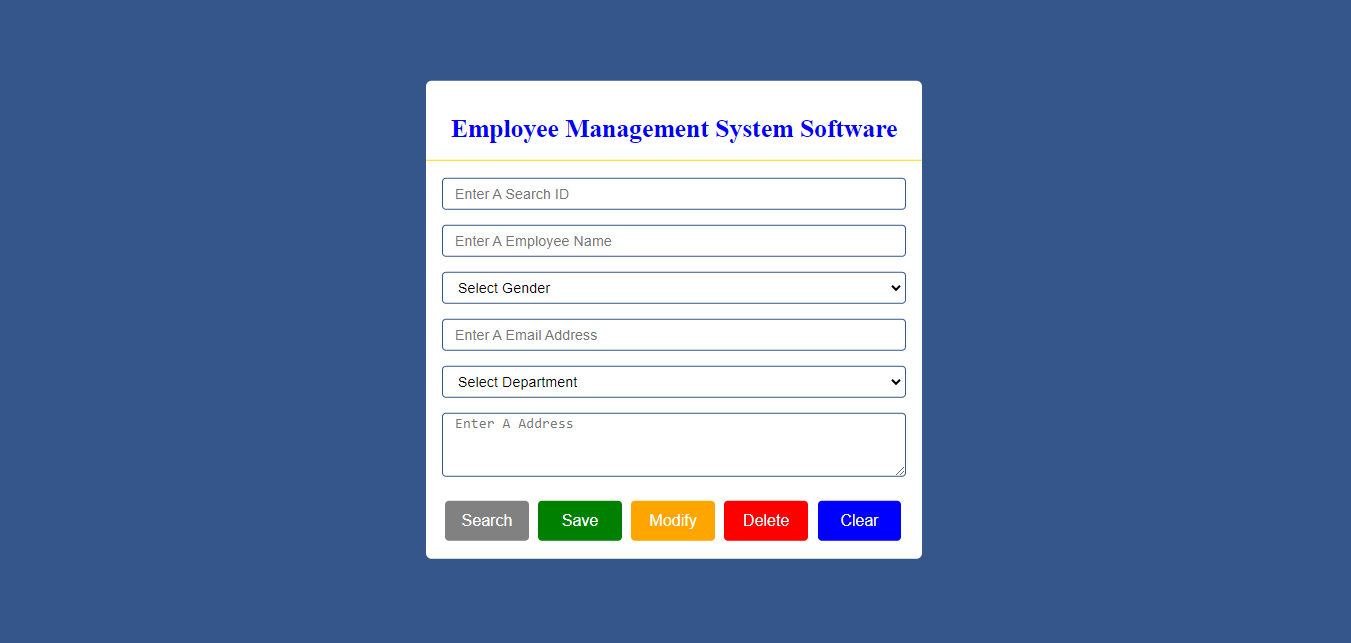 Employee Management System Software
Enter A Search ID
Enter A Employee Name
Select Gender
Enter A Email Address
Select Department
Enter A Address
Search Save Modify Delete Clear